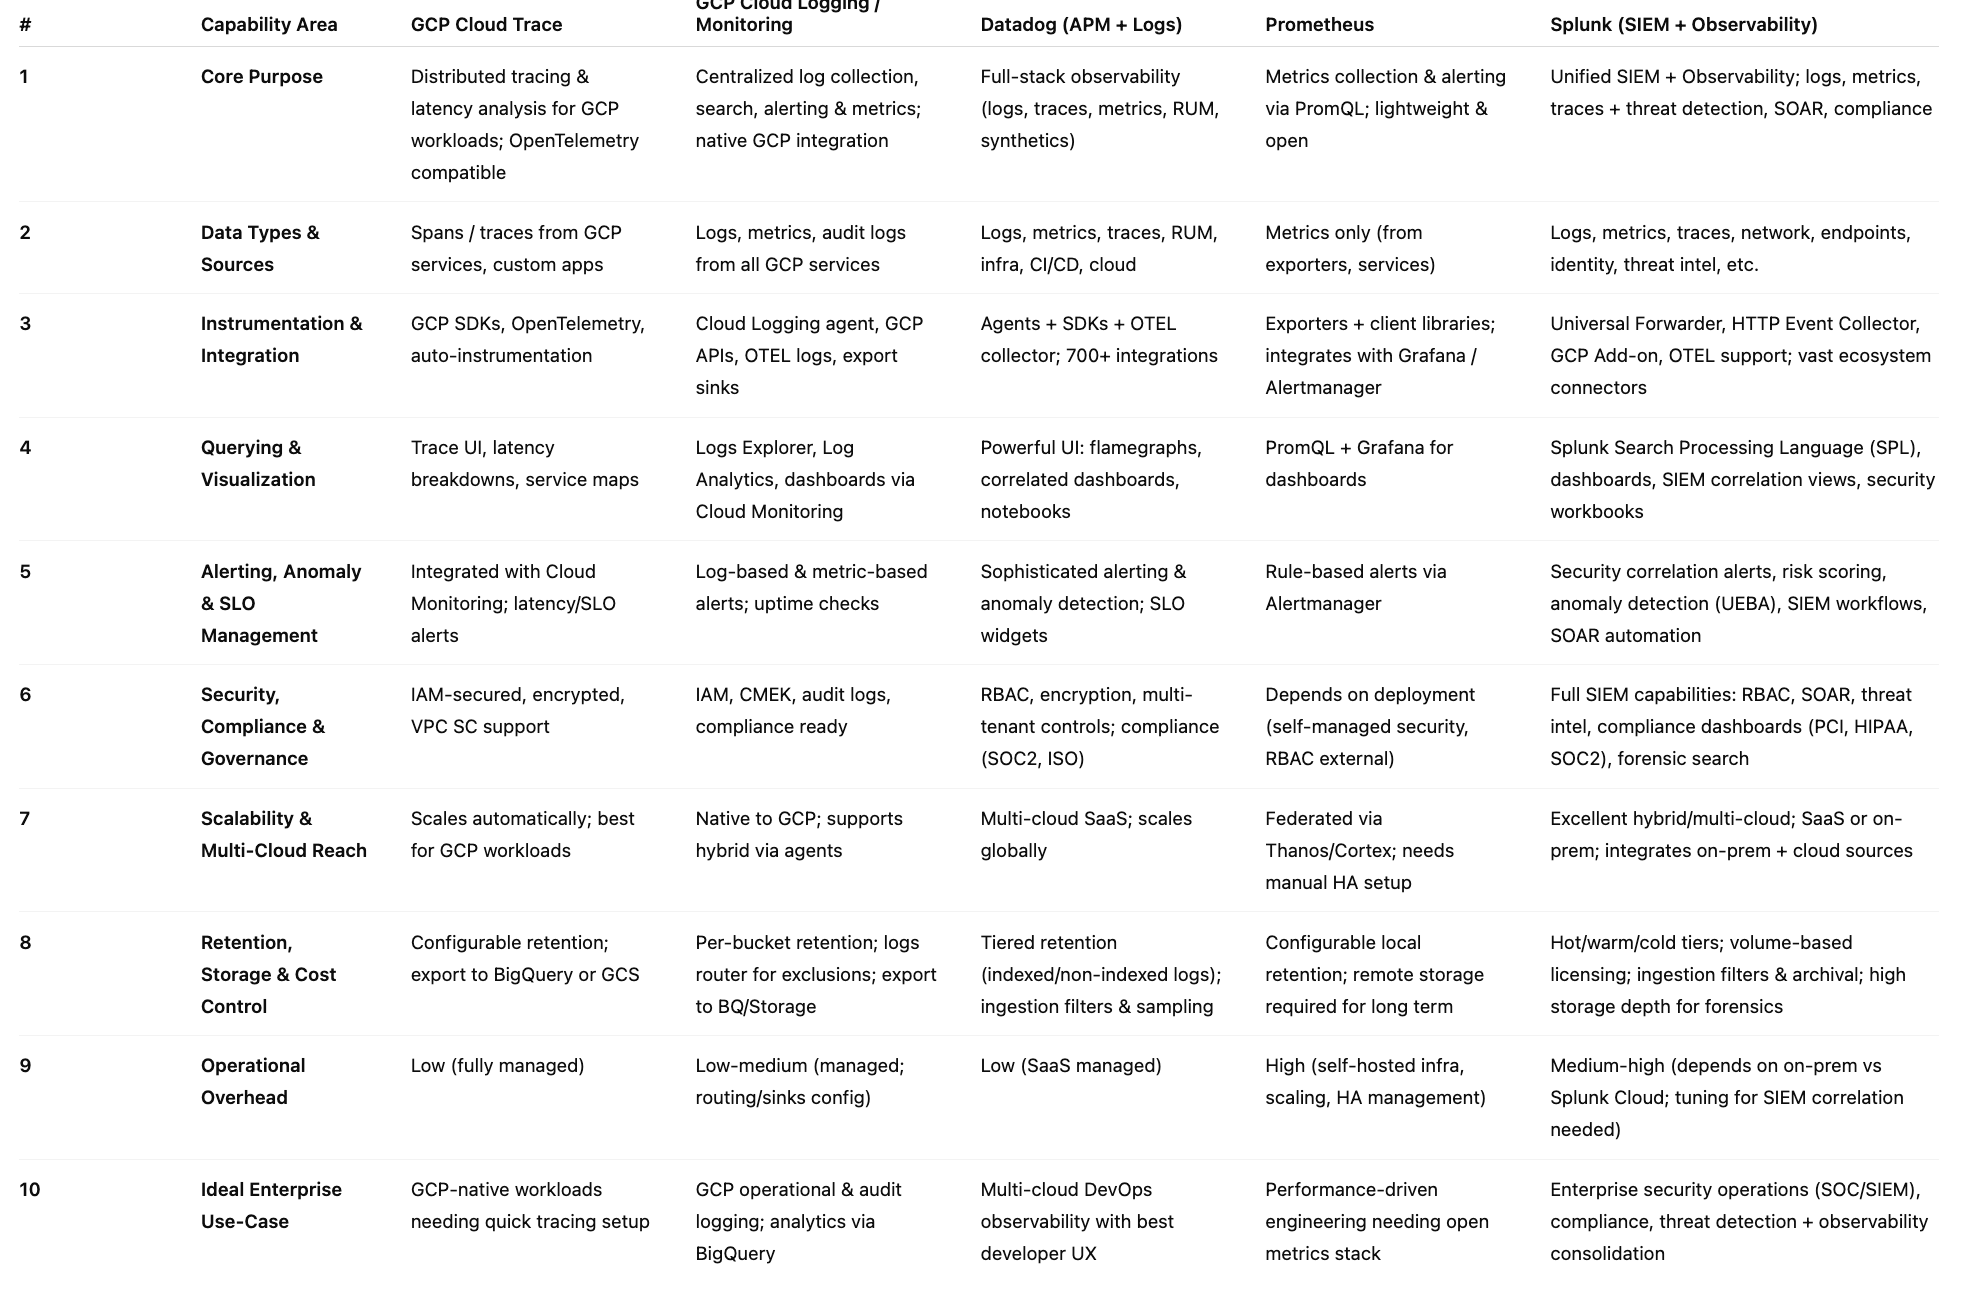 #
Capability Area
GCP Cloud Trace
GCP Cloud Logging /
Monitoring
Datadog (APM + Logs)
Prometheus
Splunk (SIEM + Observability)
1
Core Purpose
Distributed tracing &
latency analysis for GCP
workloads; OpenTelemetry
compatible
Centralized log collection,
search, alerting & metrics;
native GCP integration
Full-stack observability
(logs, traces, metrics, RUM,
synthetics)
Metrics collection & alerting
via PromQL; lightweight &
open
Unified SIEM + Observability; logs, metrics,
traces + threat detection, SOAR, compliance
2
Data Types &
Sources
Spans / traces from GCP
services, custom apps
Logs, metrics, audit logs
from all GCP services
Logs, metrics, traces, RUM,
infra, CI/CD, cloud
Metrics only (from
exporters, services)
Logs, metrics, traces, network, endpoints,
identity, threat intel, etc.
3
Instrumentation &
Integration
GCP SDKs, OpenTelemetry,
auto-instrumentation
Cloud Logging agent, GCP
APIs, OTEL logs, export
sinks
Agents + SDKs + OTEL
collector; 700+ integrations
Exporters + client libraries;
integrates with Grafana /
Alertmanager
Universal Forwarder, HTTP Event Collector,
GCP Add-on, OTEL support; vast ecosystem
connectors
4
Querying &
Visualization
Trace UI, latency
breakdowns, service maps
Logs Explorer, Log
Analytics, dashboards via
Cloud Monitoring
Powerful UI: flamegraphs,
correlated dashboards,
notebooks
PromQL + Grafana for
dashboards
Splunk Search Processing Language (SPL),
dashboards, SIEM correlation views, security
workbooks
5
Alerting, Anomaly
& SLO
Management
Integrated with Cloud
Monitoring; latency/SLO
alerts
Log-based & metric-based
alerts; uptime checks
Sophisticated alerting &
anomaly detection; SLO
widgets
Rule-based alerts via
Alertmanager
Security correlation alerts, risk scoring,
anomaly detection (UEBA), SIEM workflows,
SOAR automation
6
Security,
Compliance &
Governance
IAM-secured, encrypted,
VPC SC support
IAM, CMEK, audit logs,
compliance ready
RBAC, encryption, multi-
tenant controls; compliance
(SOC2, ISO)
Depends on deployment
(self-managed security,
RBAC external)
Full SIEM capabilities: RBAC, SOAR, threat
intel, compliance dashboards (PCI, HIPAA,
SOC2), forensic search
7
Scalability &
Multi-Cloud Reach
Scales automatically; best
for GCP workloads
Native to GCP; supports
hybrid via agents
Multi-cloud SaaS; scales
globally
Federated via
Thanos/Cortex; needs
manual HA setup
Excellent hybrid/multi-cloud; SaaS or on-
prem; integrates on-prem + cloud sources
8
Retention,
Storage & Cost
Control
Configurable retention;
export to BigQuery or GCS
Per-bucket retention; logs
router for exclusions; export
to BQ/Storage
Tiered retention
(indexed/non-indexed logs);
ingestion filters & sampling
Configurable local
retention; remote storage
required for long term
Hot/warm/cold tiers; volume-based
licensing; ingestion filters & archival; high
storage depth for forensics
9
Operational
Overhead
Low (fully managed)
Low-medium (managed;
routing/sinks config)
Low (SaaS managed)
High (self-hosted infra,
scaling, HA management)
Medium-high (depends on on-prem vs
Splunk Cloud; tuning for SIEM correlation
needed)
10
Ideal Enterprise
Use-Case
GCP-native workloads
needing quick tracing setup
GCP operational & audit
logging; analytics via
BigQuery
Multi-cloud DevOps
observability with best
developer UX
Performance-driven
engineering needing open
metrics stack
Enterprise security operations (SOC/SIEM),
compliance, threat detection + observability
consolidation